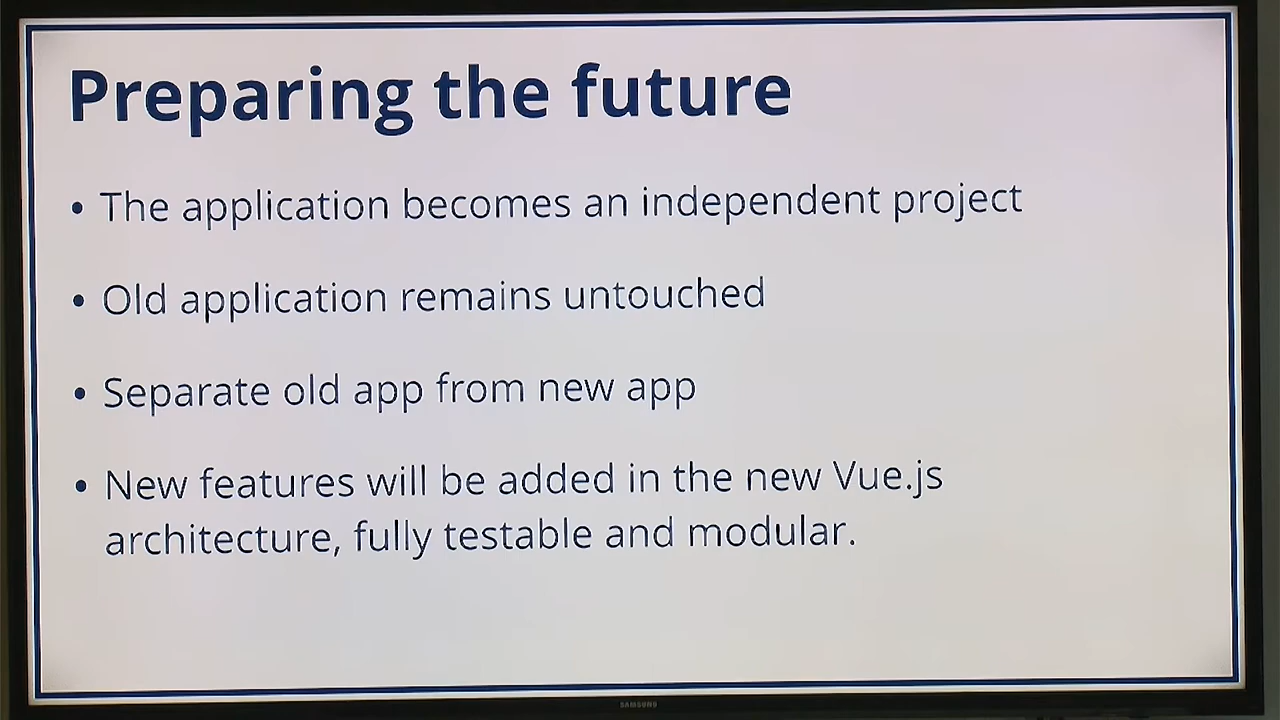 Preparing the future
• The application becomes an independent project
• Old application remains untouched
• Separate old app from new app
• New features will be added in the new Vue.js
architecture, fully testable and modular.
SAMSUNG